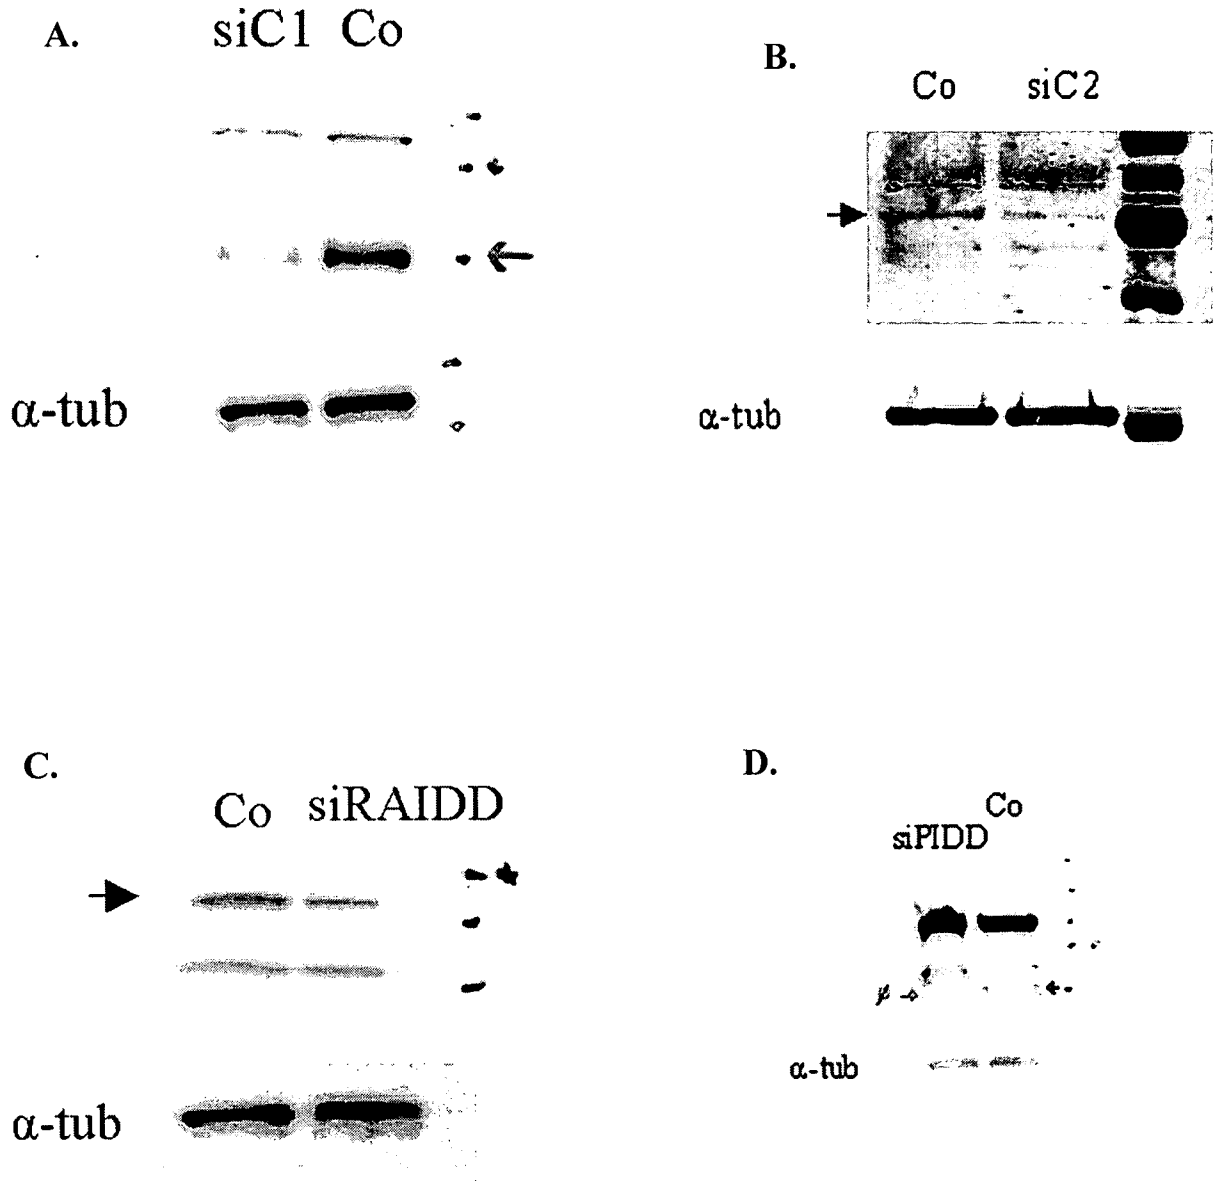 A.
siC1 Co
α-tub
B.
Co siC2
α-tub
C.
Co siRAIDD
α-tub
D.
Co
siPIDD
α-tub